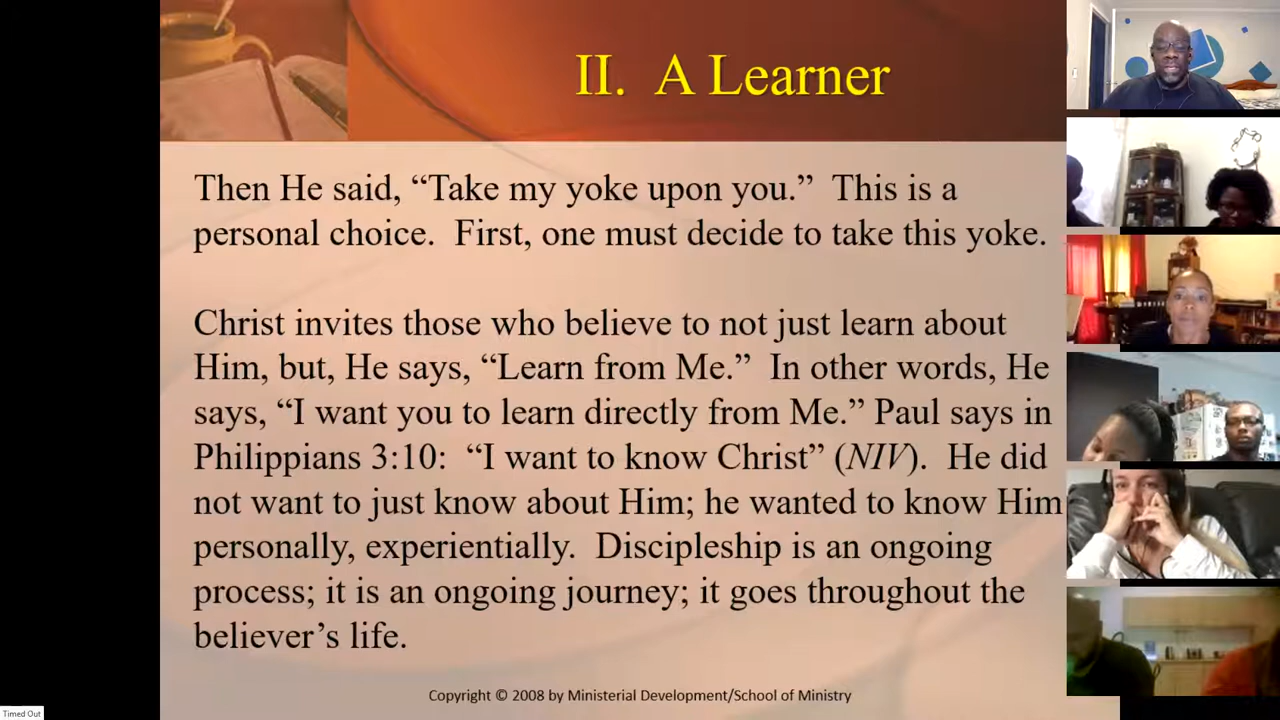 II.  A Learner
Then He said, “Take my yoke upon you.”  This is a
personal choice.  First, one must decide to take this yoke.
Christ invites those who believe to not just learn about
Him, but, He says, “Learn from Me.”  In other words, He
says, “I want you to learn directly from Me.” Paul says in
Philippians 3:10:  “I want to know Christ” (NIV).  He did
not want to just know about Him; he wanted to know Him
personally, experientially.  Discipleship is an ongoing
process; it is an ongoing journey; it goes throughout the
believer’s life.
Copyright © 2008 by Ministerial Development/School of Ministry
Timed Out